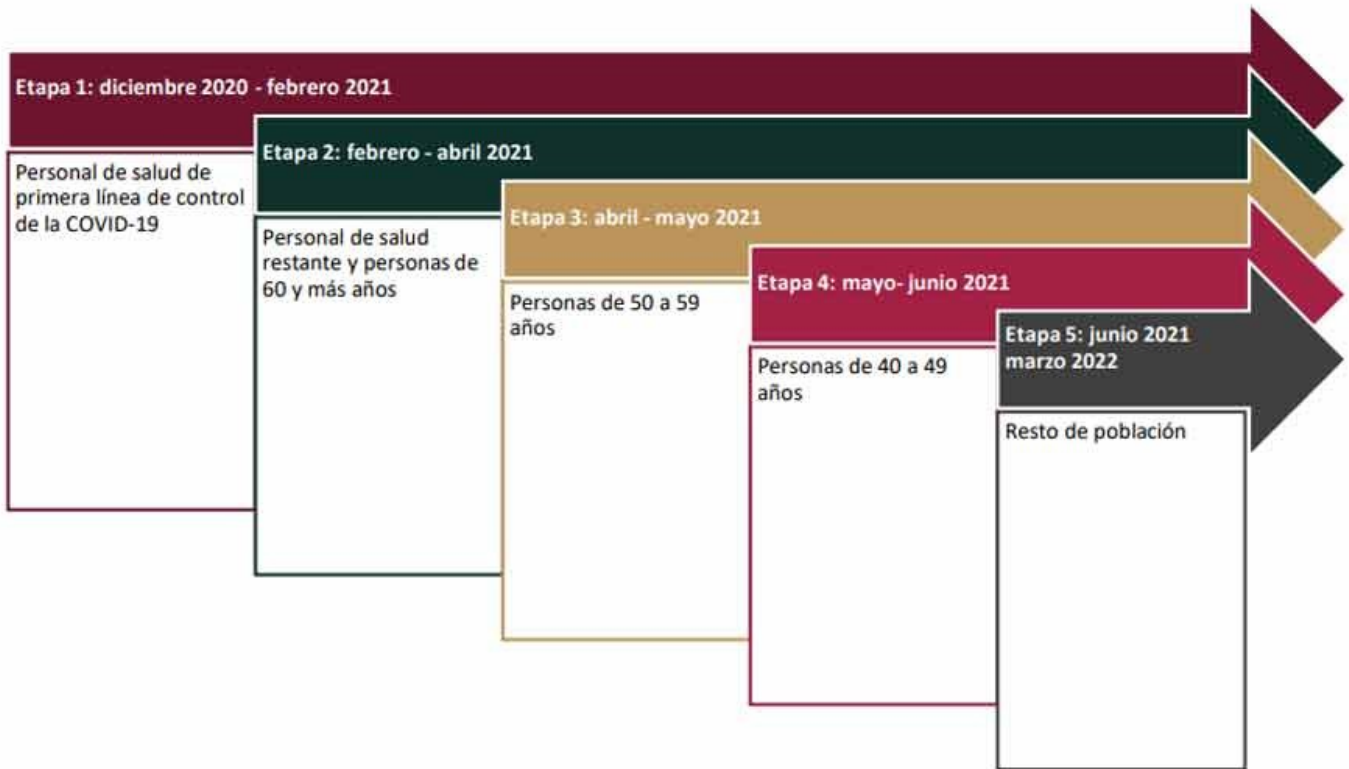 Etapa 1: diciembre 2020 - febrero 2021
Personal de salud de
primera línea de control
de la COVID-19
Etapa 2: febrero - abril 2021
Personal de salud
restante y personas de
60 y más años
Etapa 3: abril - mayo 2021
Personas de 50 a 59
años
Etapa 4: mayo- junio 2021
Personas de 40 a 49
años
Etapa 5: junio 2021
marzo 2022
Resto de población